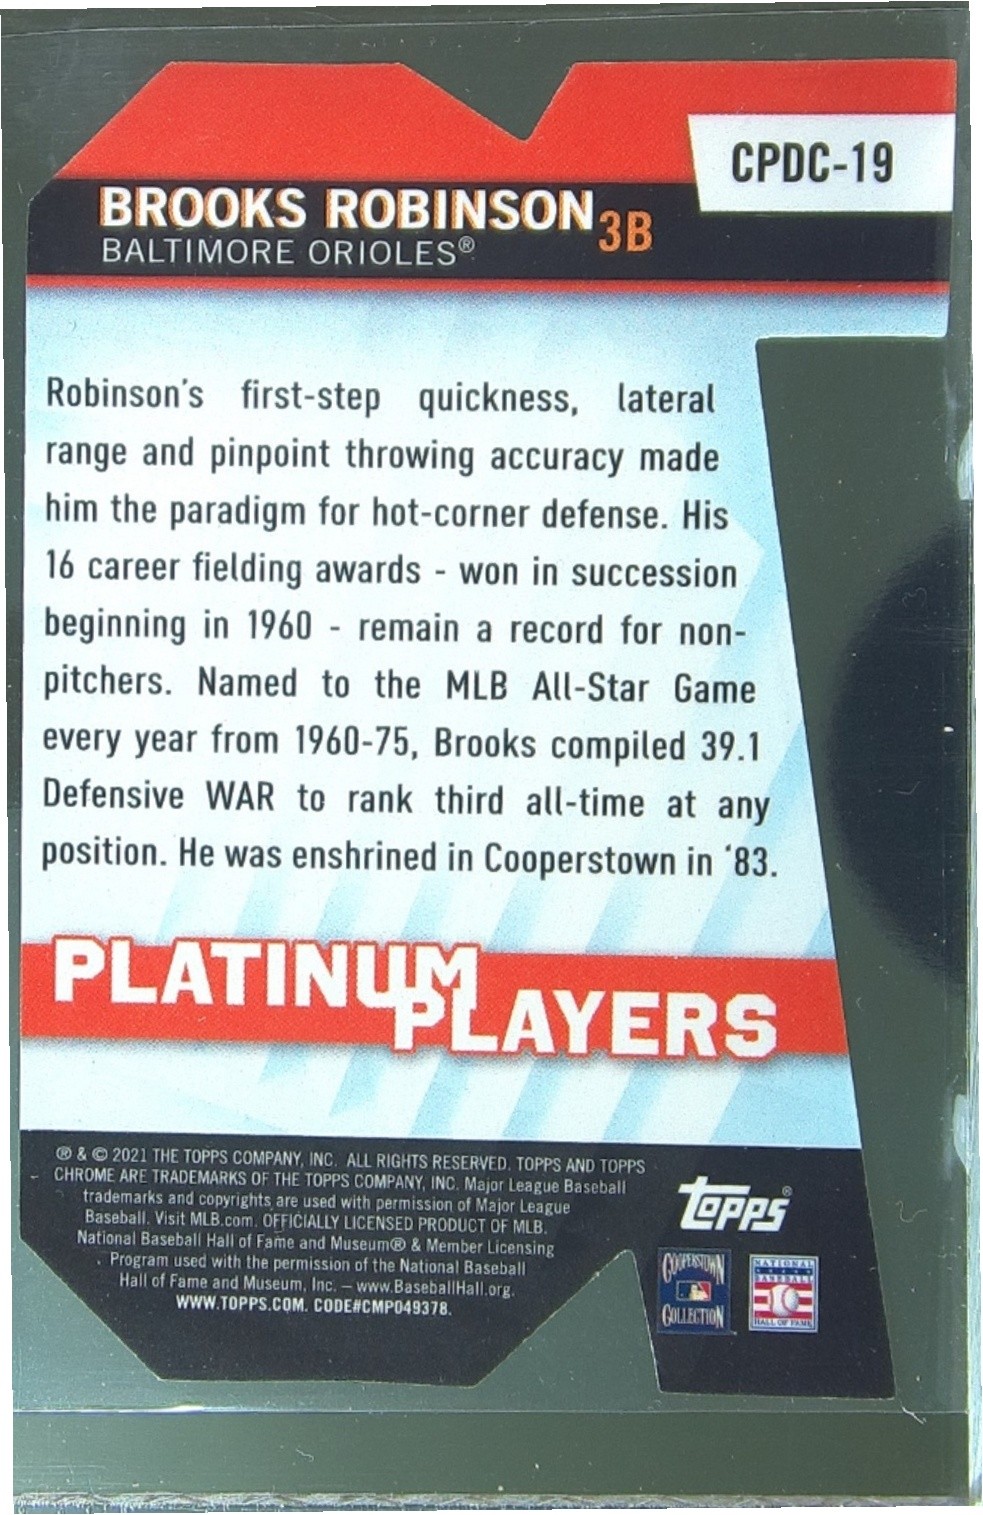 CPDC-19
BROOKS ROBINSON 3B
BALTIMORE ORIOLES®
Robinson's first-step quickness, lateral
range and pinpoint throwing accuracy made
him the paradigm for hot-corner defense. His
16 career fielding awards - won in succession
beginning in 1960 - remain a record for non-
pitchers. Named to the MLB All-Star Game
every year from 1960-75, Brooks compiled 39.1
Defensive WAR to rank third all-time at any
position. He was enshrined in Cooperstown in '83.
PLATINUM
PLAYERS
® & © 2021 THE TOPPS COMPANY, INC. ALL RIGHTS RESERVED. TOPPS AND TOPPS
CHROME ARE TRADEMARKS OF THE TOPPS COMPANY, INC. Major League Baseball
trademarks and copyrights are used with permission of Major League
Baseball. Visit MLB.com. OFFICIALLY LICENSED PRODUCT OF MLB.
National Baseball Hall of Fame and Museum® & Member Licensing
Program used with the permission of the National Baseball
Hall of Fame and Museum, Inc. – www.BaseballHall.org.
WWW.TOPPS.COM. CODE#CMP049378.
topps®
COOPERSTOWN
COLLECTION
NATIONAL
BASEBALL
HALL OF FAME